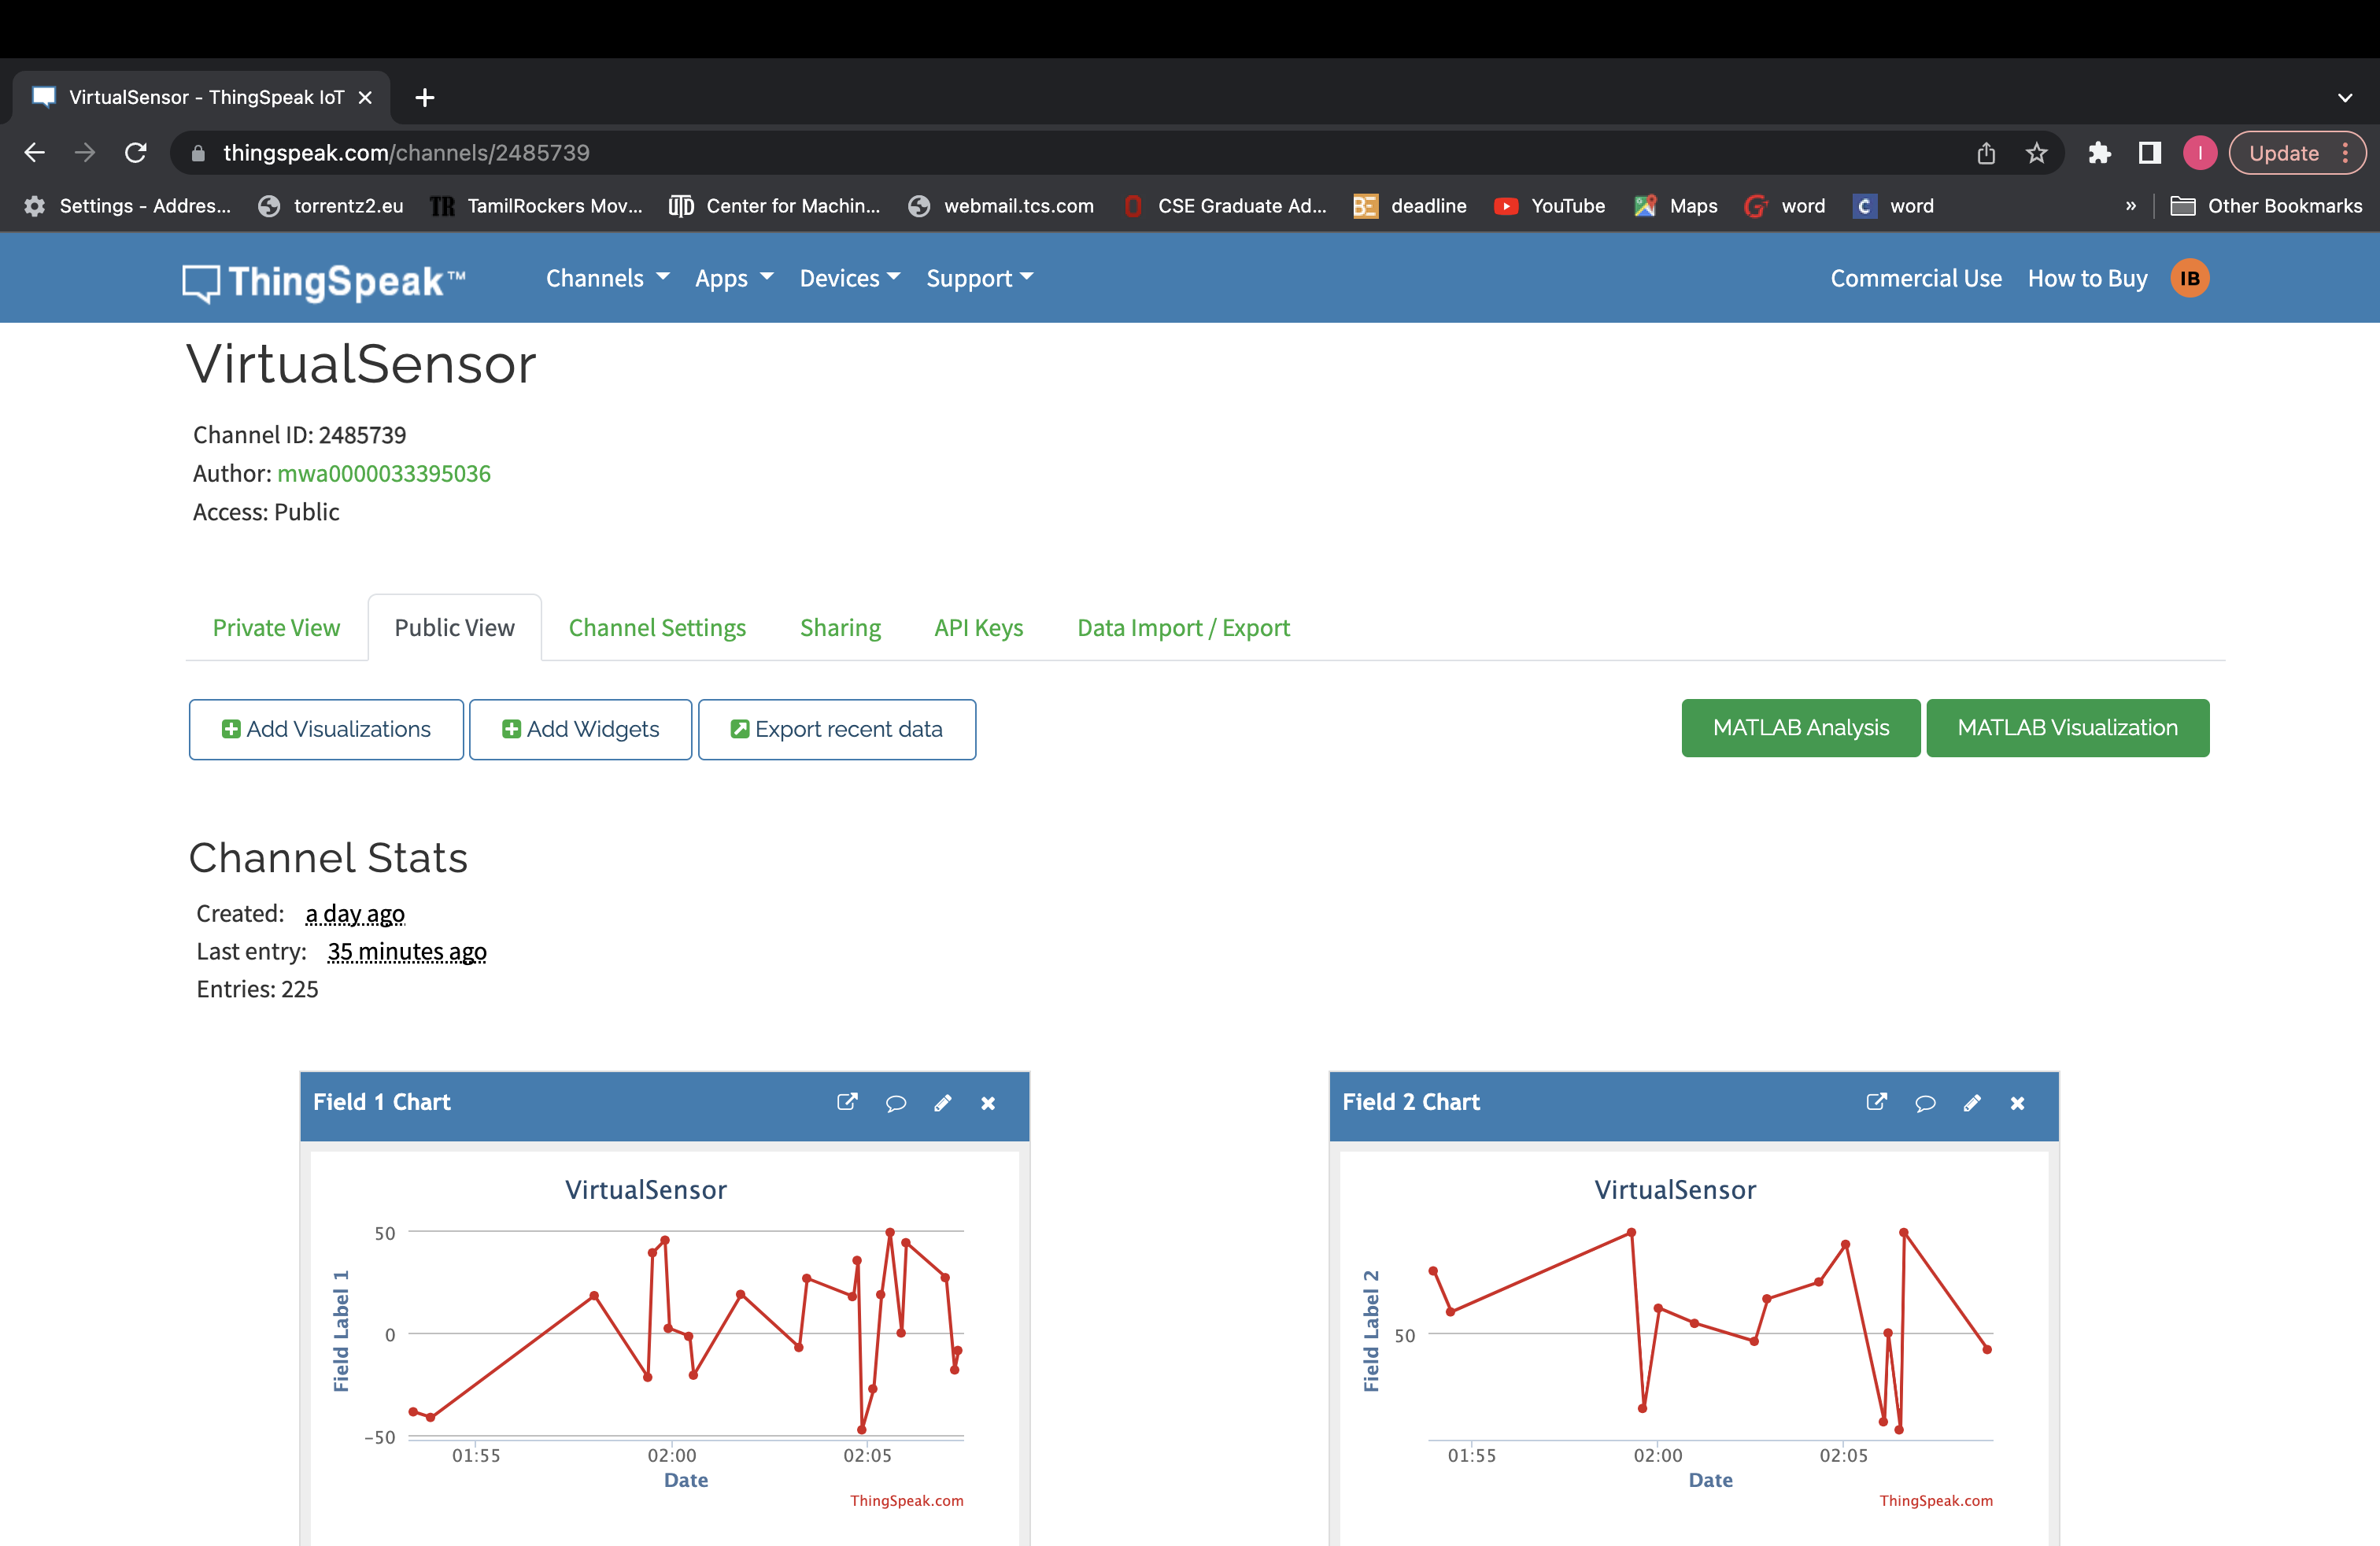 VirtualSensor - ThingSpeak IoT
thingspeak.com/channels/2485739
I
Update
Settings - Addres...
torrentz2.eu
TR TamilRockers Mov...
UTD Center for Machin...
webmail.tcs.com
O CSE Graduate Ad...
BE deadline
YouTube
Maps
G word
C word
»
Other Bookmarks
ThingSpeak™
Channels
Apps
Devices
Support
Commercial Use
How to Buy
IB
VirtualSensor
Channel ID: 2485739
Author: mwa0000033395036
Access: Public
Private View
Public View
Channel Settings
Sharing
API Keys
Data Import / Export
Add Visualizations
Add Widgets
Export recent data
MATLAB Analysis
MATLAB Visualization
Channel Stats
Created: a day ago
Last entry: 35 minutes ago
Entries: 225
Field 1 Chart
VirtualSensor
Field Label 1
50
0
-50
01:55
02:00
02:05
Date
ThingSpeak.com
Field 2 Chart
VirtualSensor
Field Label 2
50
01:55
02:00
02:05
Date
ThingSpeak.com